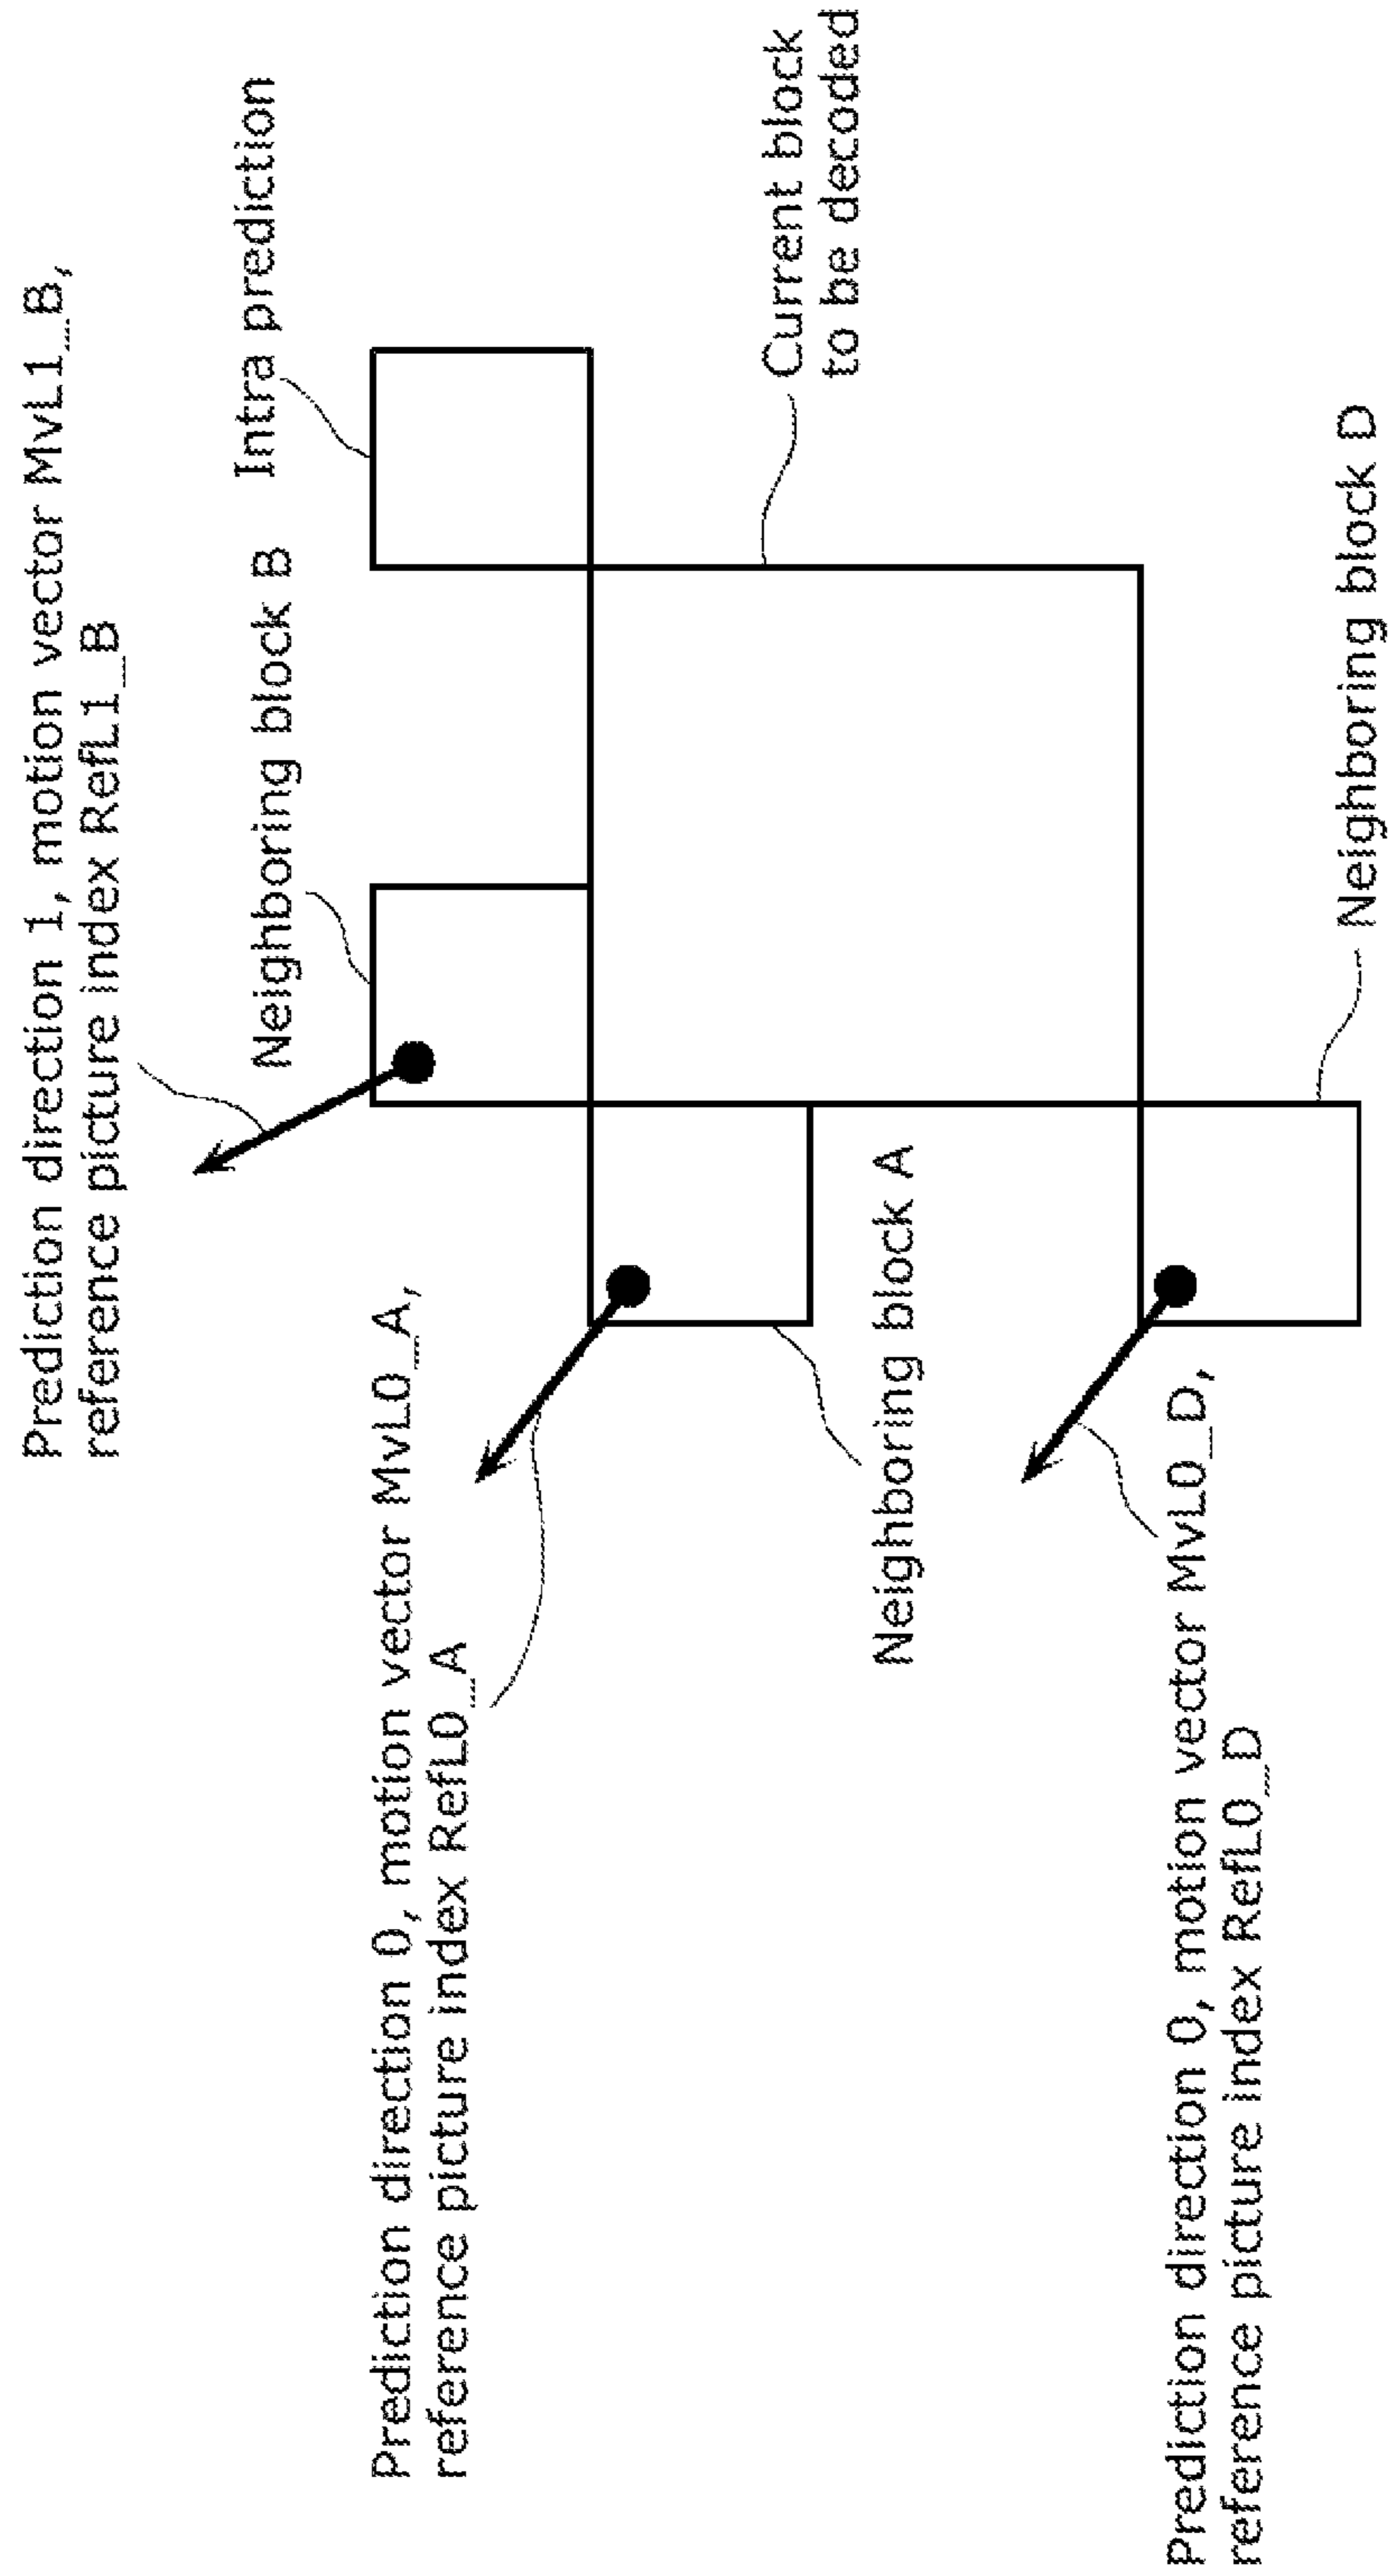 Prediction direction 1, motion vector MvL1_B,
reference picture index RefL1_B
Neighboring block B
Intra prediction
Prediction direction 0, motion vector MvL0_A,
reference picture index RefL0_A
Current block
to be decoded
Neighboring block A
Prediction direction 0, motion vector MvL0_D,
reference picture index RefL0_D
Neighboring block D